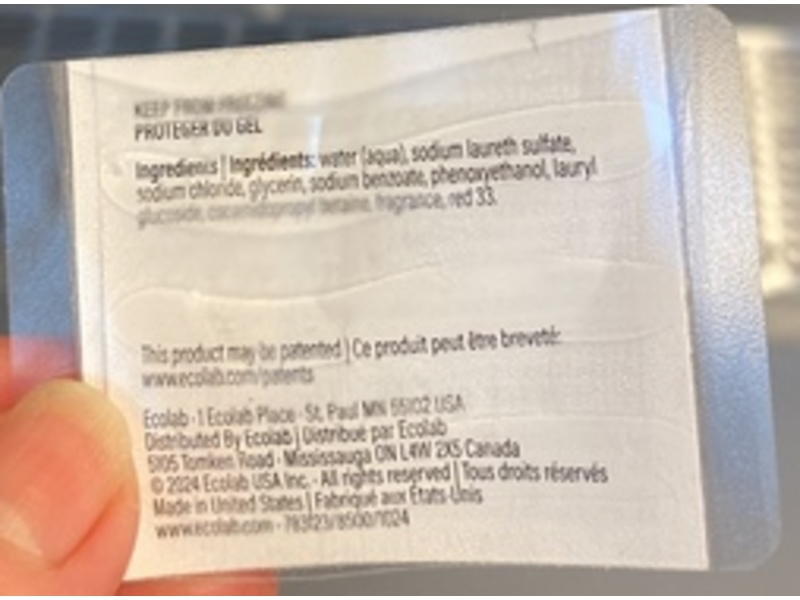 KEEP FROM FREEZING
PROTÉGER DU GEL
Ingredients | Ingrédients: water (aqua), sodium laureth sulfate,
sodium chloride, glycerin, sodium benzoate, phenoxyethanol, lauryl
glucoside, cocamidopropyl betaine, fragrance, red 33.
This product may be patented | Ce produit peut être breveté:
www.ecolab.com/patents
Ecolab · 1 Ecolab Place · St. Paul MN 55102 USA
Distributed By Ecolab | Distribué par Ecolab
5105 Tomken Road · Mississauga ON L4W 2X5 Canada
© 2024 Ecolab USA Inc. · All rights reserved | Tous droits réservés
Made in United States | Fabriqué aux États-Unis
www.ecolab.com ·